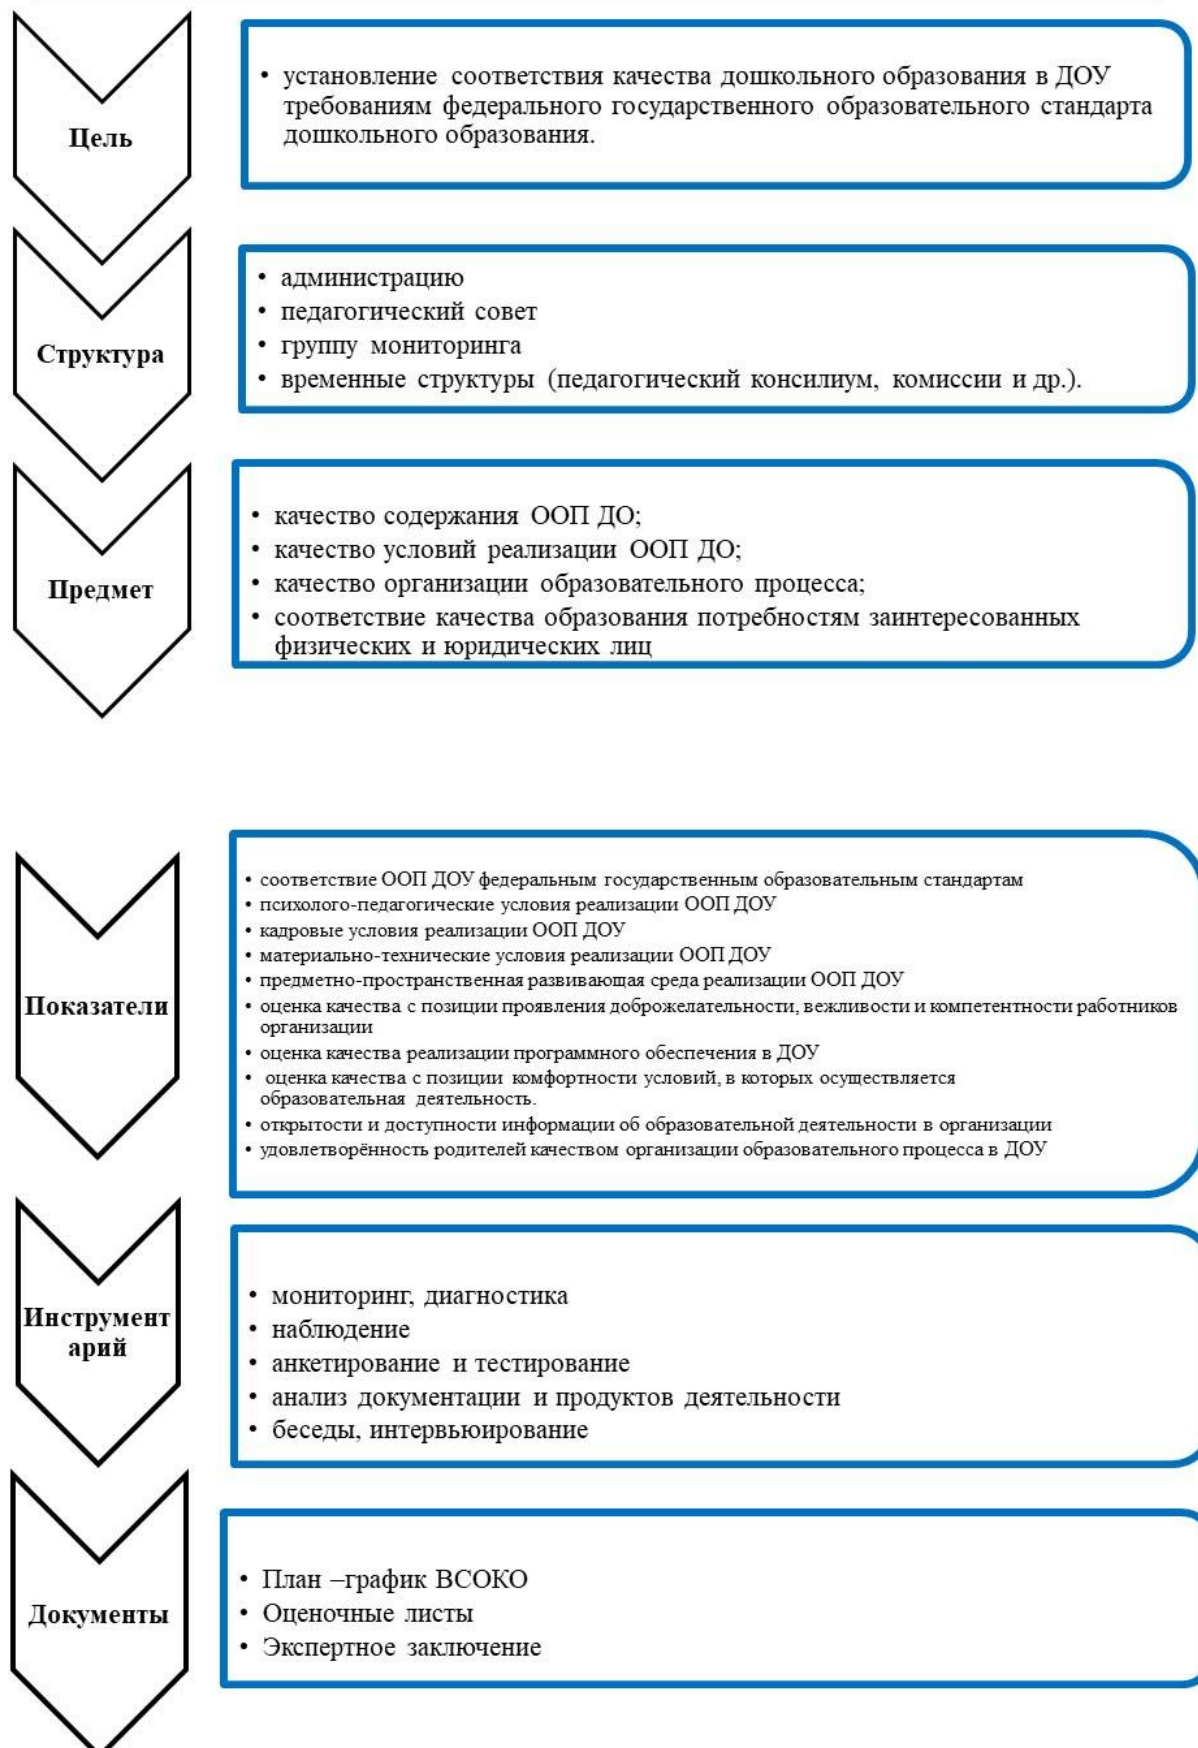 Цель
• установление соответствия качества дошкольного образования в ДОУ
требованиям федерального государственного образовательного стандарта
дошкольного образования.
Структура
• администрацию
• педагогический совет
• группу мониторинга
• временные структуры (педагогический консилиум, комиссии и др.).
Предмет
• качество содержания ООП ДО;
• качество условий реализации ООП ДО;
• качество организации образовательного процесса;
• соответствие качества образования потребностям заинтересованных
физических и юридических лиц
Показатели
• соответствие ООП ДОУ федеральным государственным образовательным стандартам
• психолого-педагогические условия реализации ООП ДОУ
• кадровые условия реализации ООП ДОУ
• материально-технические условия реализации ООП ДОУ
• предметно-пространственная развивающая среда реализации ООП ДОУ
• оценка качества с позиции проявления доброжелательности, вежливости и компетентности работников
организации
• оценка качества реализации программного обеспечения в ДОУ
• оценка качества с позиции комфортности условий, в которых осуществляется
образовательная деятельность.
• открытости и доступности информации об образовательной деятельности в организации
• удовлетворённость родителей качеством организации образовательного процесса в ДОУ
Инструмент
арий
• мониторинг, диагностика
• наблюдение
• анкетирование и тестирование
• анализ документации и продуктов деятельности
• беседы, интервьюирование
Документы
• План –график ВСОКО
• Оценочные листы
• Экспертное заключение